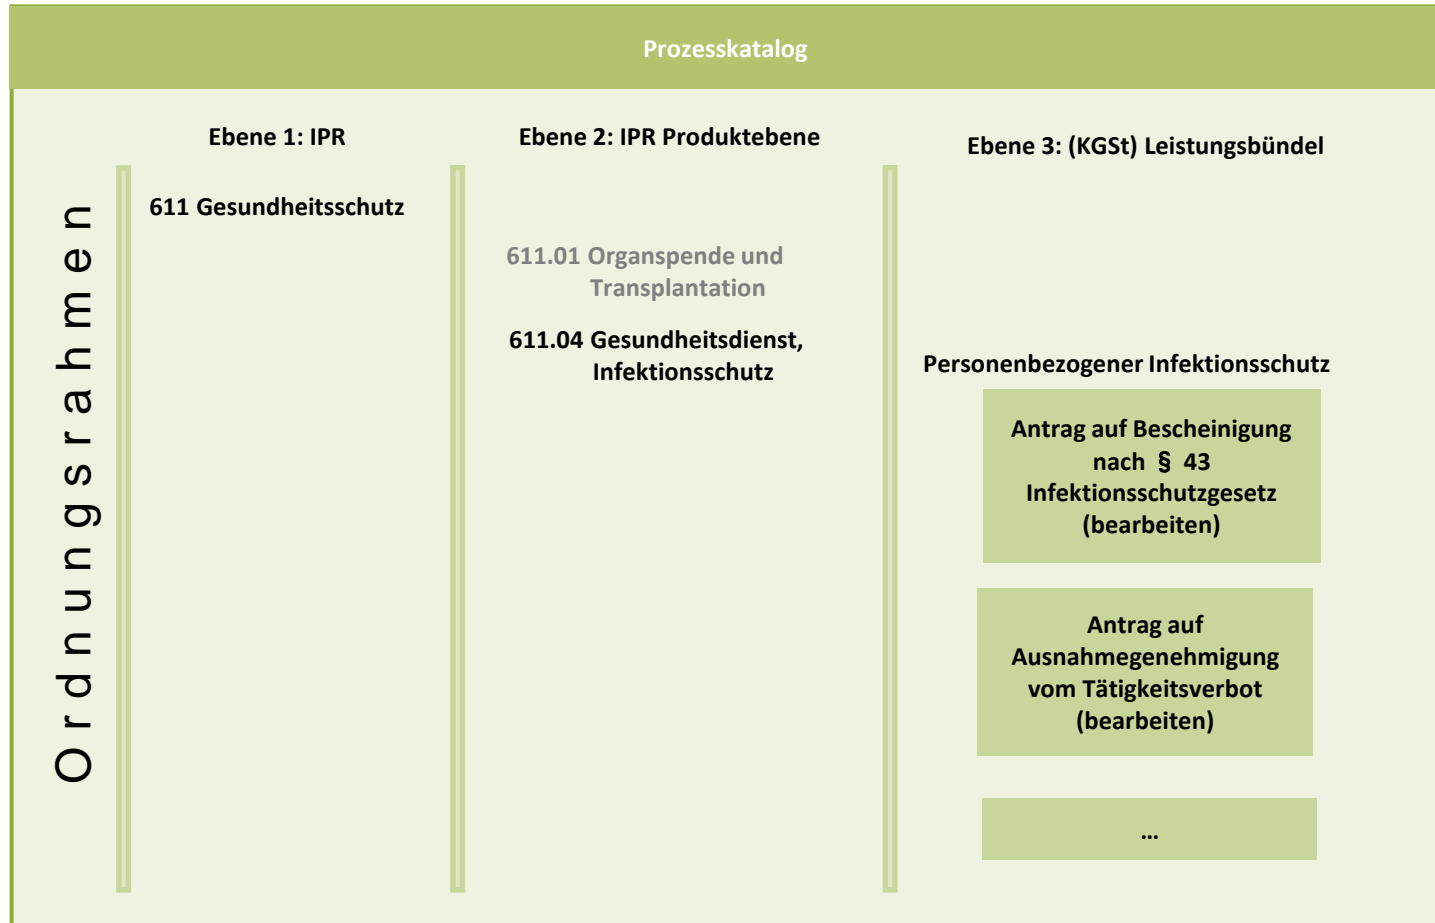 Prozesskatalog
Ordnungsrahmen
Ebene 1: IPR
611 Gesundheitsschutz
Ebene 2: IPR Produktebene
611.01 Organspende und
Transplantation
611.04 Gesundheitsdienst,
Infektionsschutz
Ebene 3: (KGSt) Leistungsbündel
Personenbezogener Infektionsschutz
Antrag auf Bescheinigung
nach § 43
Infektionsschutzgesetz
(bearbeiten)
Antrag auf
Ausnahmegenehmigung
vom Tätigkeitsverbot
(bearbeiten)
…